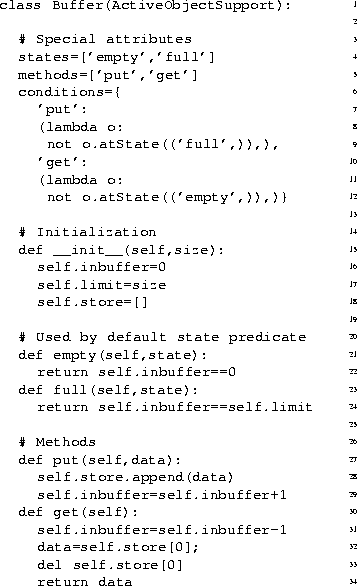 class Buffer(ActiveObjectSupport): 1
2
# Special attributes 3
states=['empty','full'] 4
methods=['put','get'] 5
conditions={ 6
'put': 7
(lambda o: 8
not o.atState(('full',)),), 9
'get': 10
(lambda o: 11
not o.atState(('empty',)),)} 12
13
# Initialization 14
def __init__(self,size): 15
self.inbuffer=0 16
self.limit=size 17
self.store=[] 18
19
# Used by default state predicate 20
def empty(self,state): 21
return self.inbuffer==0 22
def full(self,state): 23
return self.inbuffer==self.limit 24
25
# Methods 26
def put(self,data): 27
self.store.append(data) 28
self.inbuffer=self.inbuffer+1 29
def get(self): 30
self.inbuffer=self.inbuffer-1 31
data=self.store[0]; 32
del self.store[0] 33
return data 34